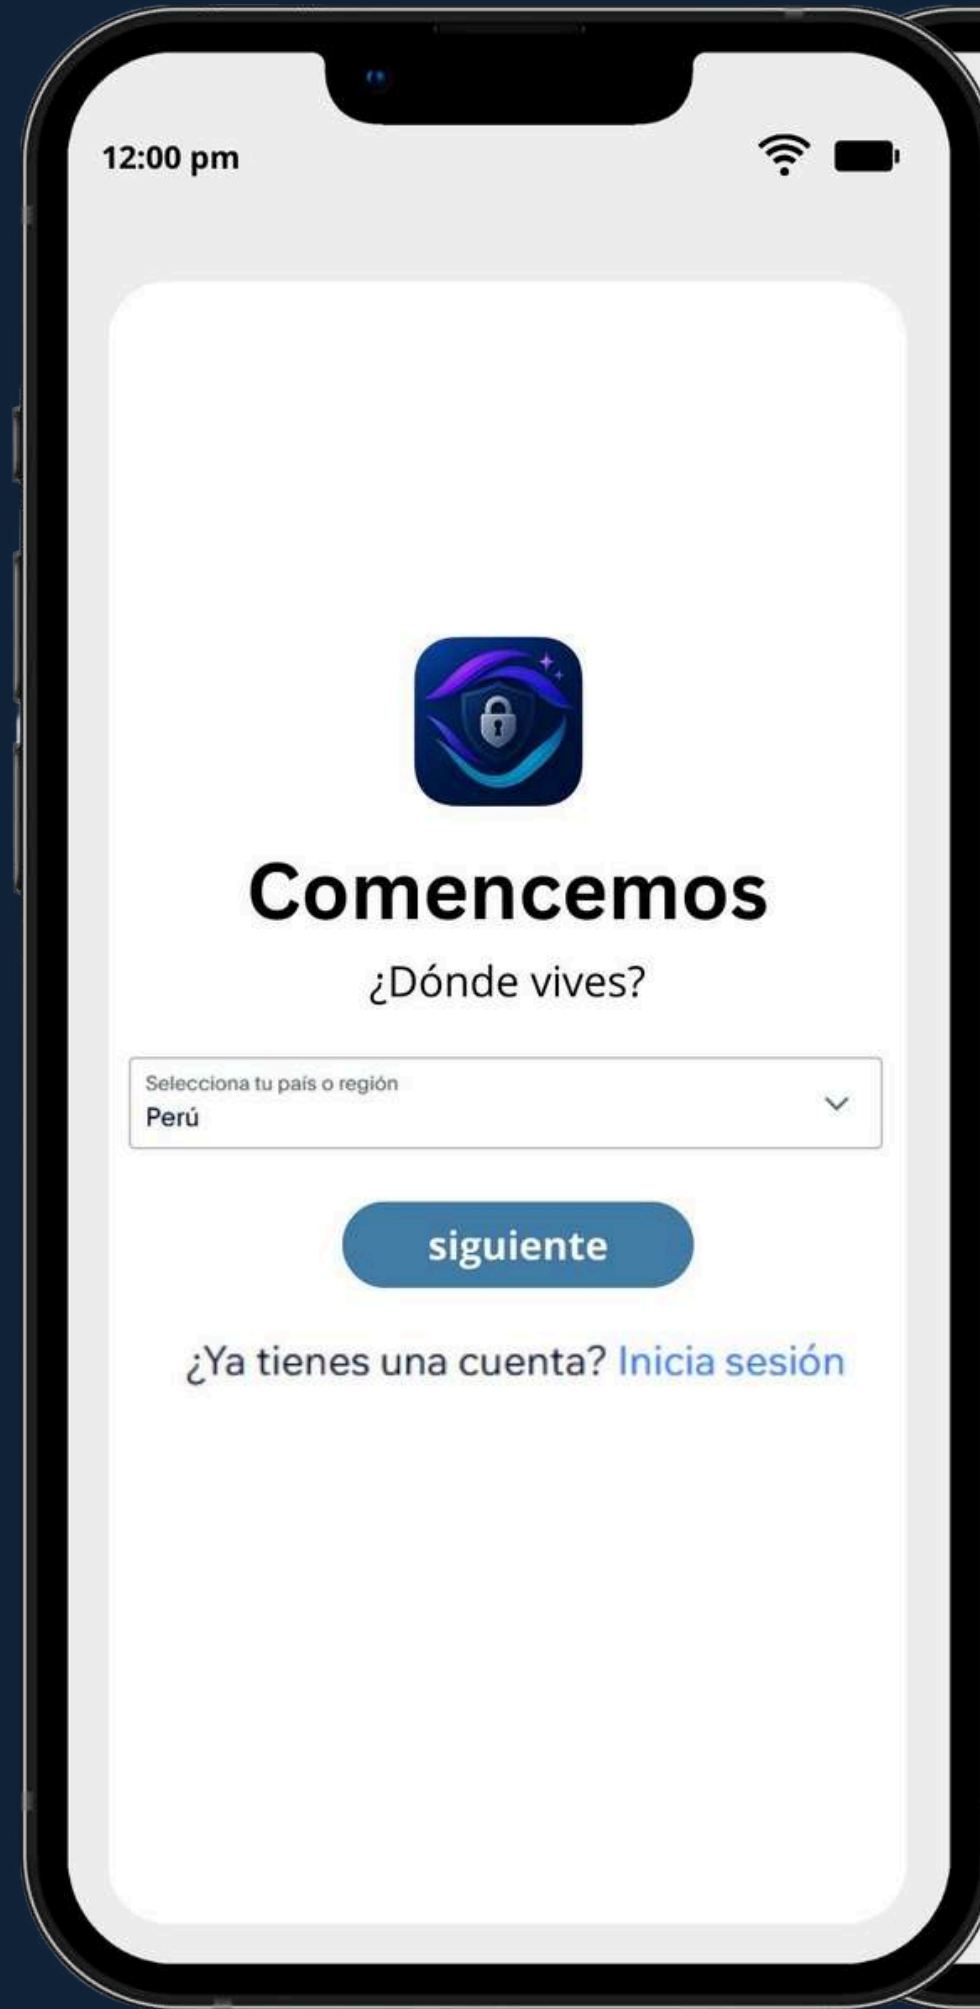 12:00 pm
Comencemos
¿Dónde vives?
Selecciona tu país o región
Perú
siguiente
¿Ya tienes una cuenta? Inicia sesión